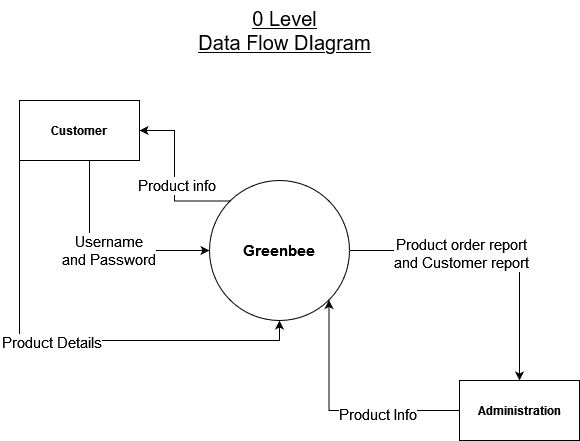 0 Level
Data Flow DIagram
Customer
Product info
Username
and Password
Greenbee
Product order report
and Customer report
Product Details
Product Info
Administration